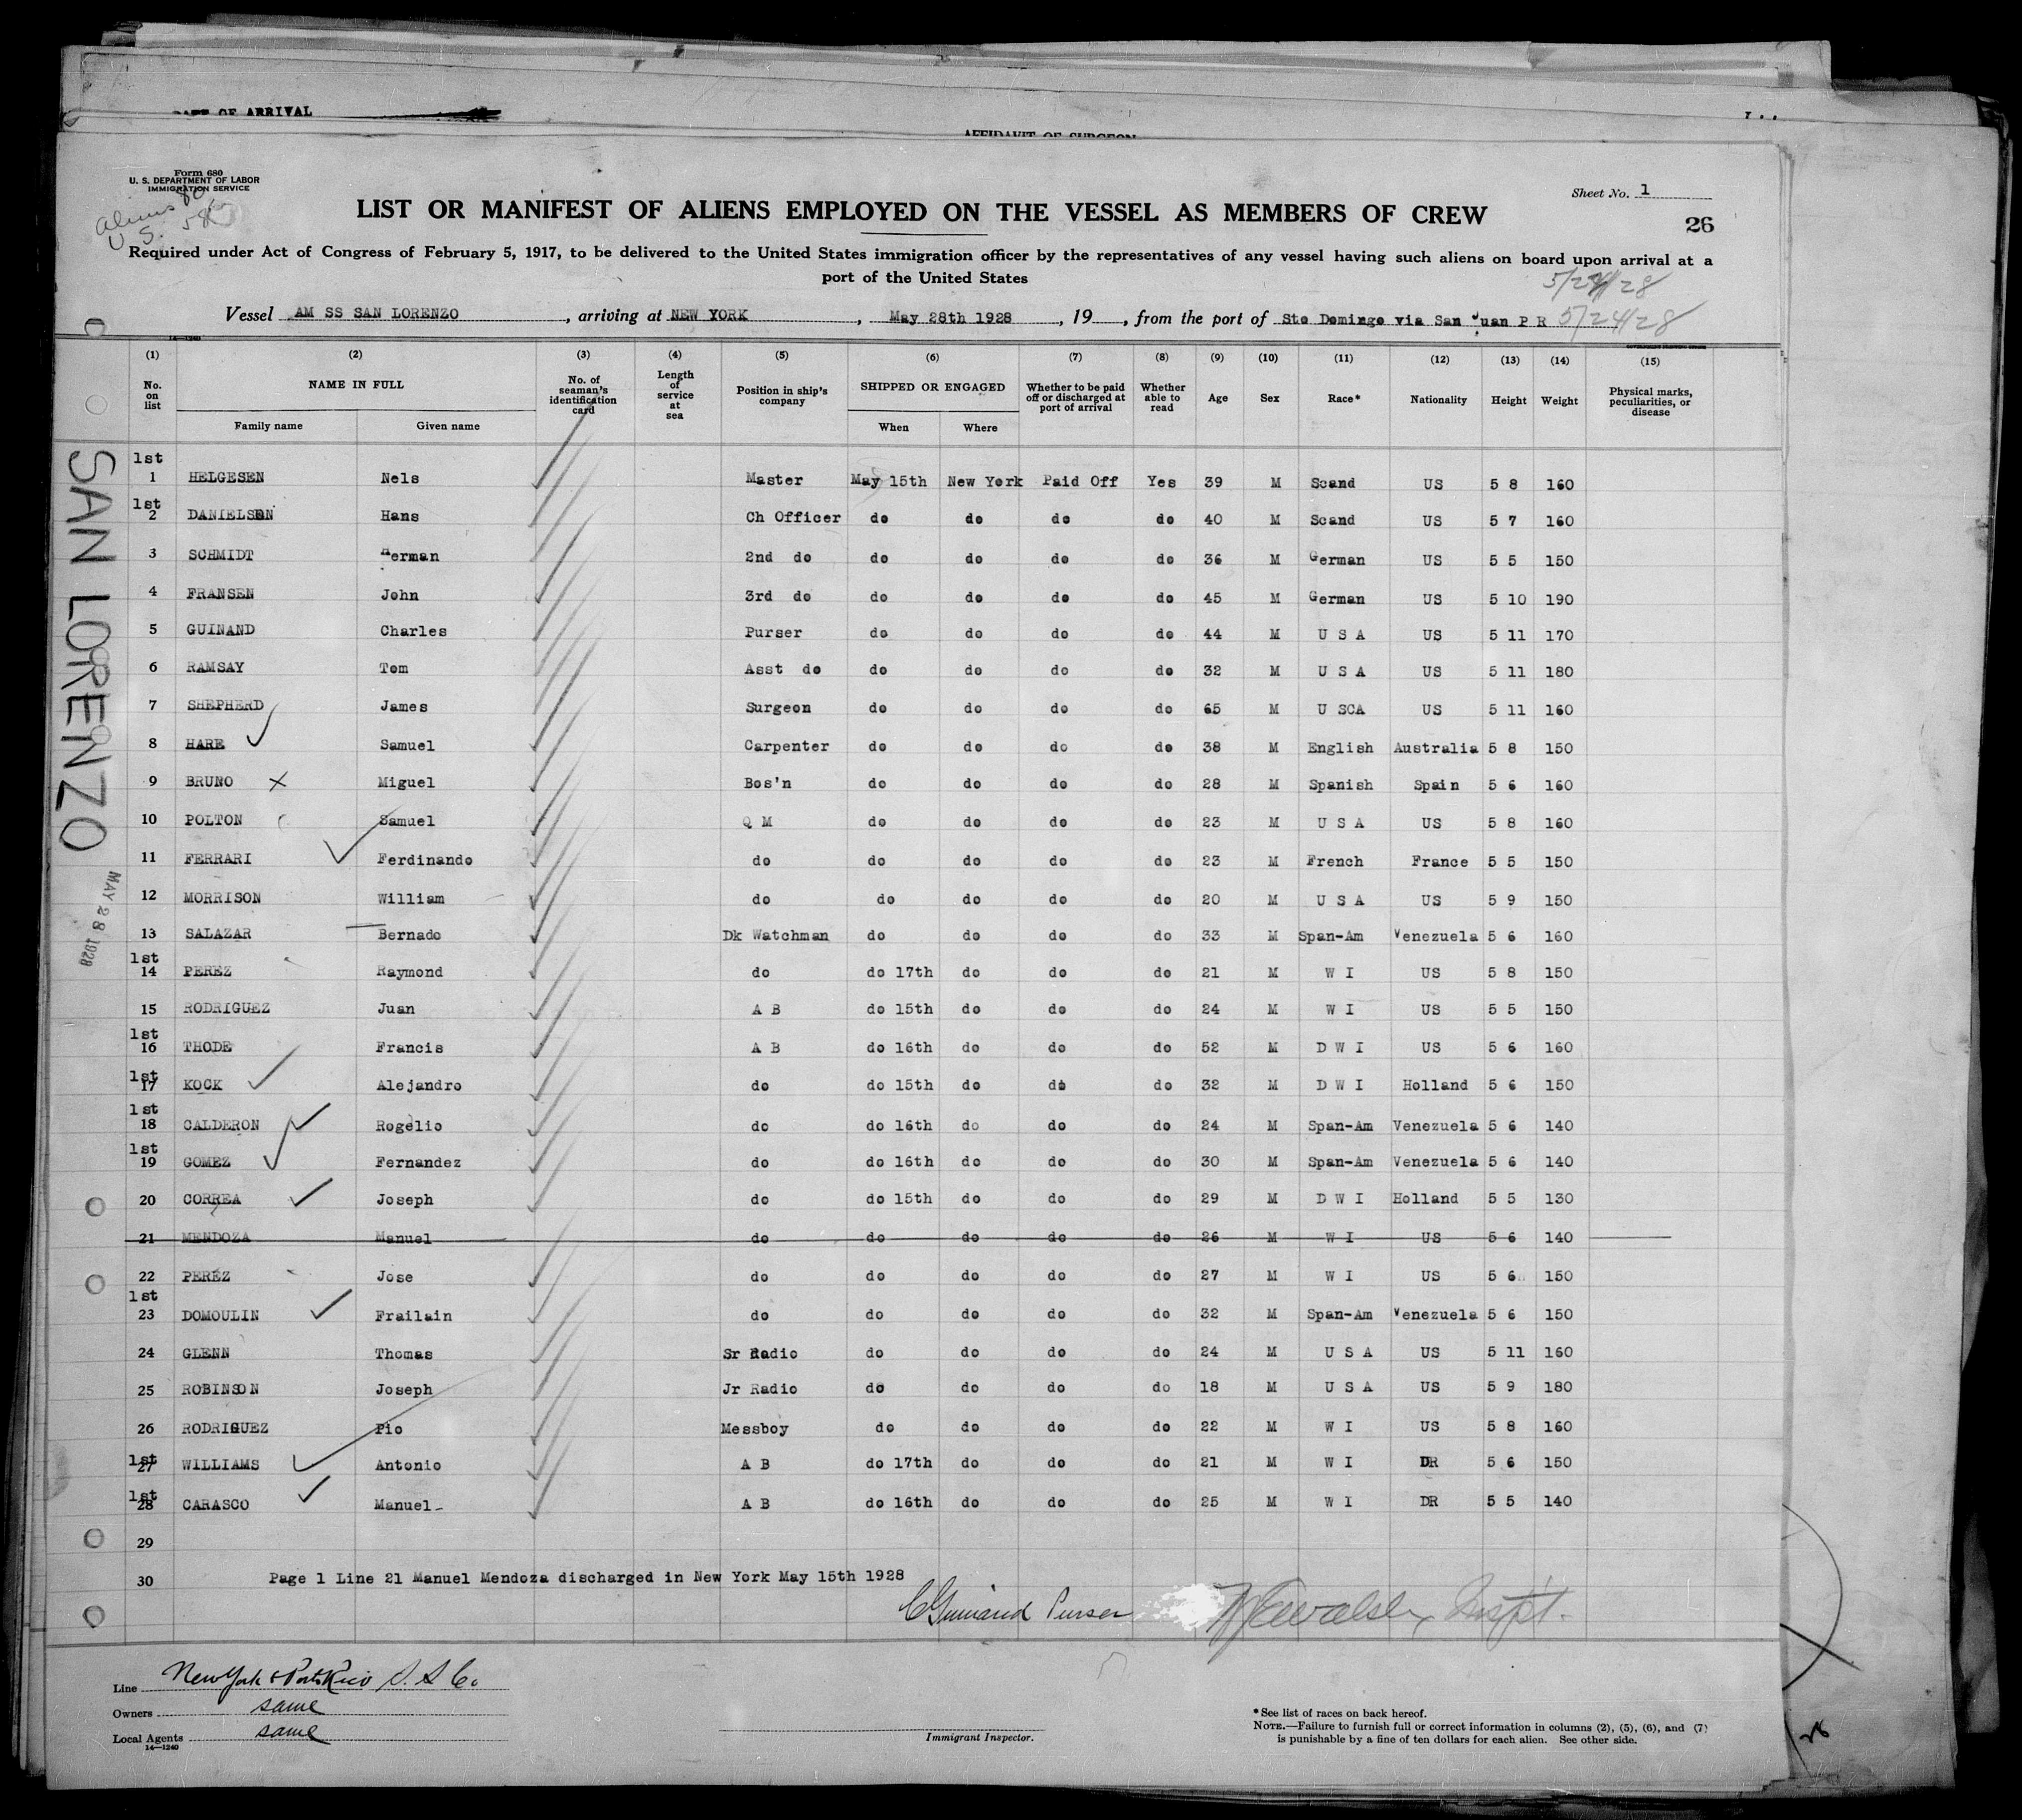 DATE OF ARRIVAL
AFFIDAVIT OF SURGEON
Form 680
U. S. DEPARTMENT OF LABOR
IMMIGRATION SERVICE
Aliens 80
U S. 58
Sheet No. 1
LIST OR MANIFEST OF ALIENS EMPLOYED ON THE VESSEL AS MEMBERS OF CREW
26
Required under Act of Congress of February 5, 1917, to be delivered to the United States immigration officer by the representatives of any vessel having such aliens on board upon arrival at a
port of the United States
5/24/28
Vessel AM SS SAN LORENZO, arriving at NEW YORK, May 28th 1928, 19, from the port of Sto Domingo via San Juan P R 5/24/28
14—1240
(1) (2) (3) (4) (5) (6) (7) (8) (9) (10) (11) (12) (13) (14) (15)
No. on list NAME IN FULL No. of seaman's identification card Length of service at sea Position in ship's company SHIPPED OR ENGAGED Whether to be paid off or discharged at port of arrival Whether able to read Age Sex Race* Nationality Height Weight Physical marks, peculiarities, or disease
Family name Given name When Where
1st
1 HELGESEN Nels Master May 15th New York Paid Off Yes 39 M Scand US 5 8 160
1st
2 DANIELSEN Hans Ch Officer do do do do 40 M Scand US 5 7 160
3 SCHMIDT Herman 2nd do do do do do 36 M German US 5 5 150
4 FRANSEN John 3rd do do do do do 45 M German US 5 10 190
5 GUINAND Charles Purser do do do do 44 M U S A US 5 11 170
6 RAMSAY Tom Asst do do do do do 32 M U S A US 5 11 180
7 SHEPHERD James Surgeon do do do do 65 M U SCA US 5 11 160
8 HARE Samuel Carpenter do do do do 38 M English Australia 5 8 150
9 BRUNO Miguel Bos'n do do do do 28 M Spanish Spain 5 6 160
10 POLTON Samuel Q M do do do do 23 M U S A US 5 8 160
11 FERRARI Ferdinando do do do do do 23 M French France 5 5 150
12 MORRISON William do do do do do 20 M U S A US 5 9 150
13 SALAZAR Bernado Dk Watchman do do do do 33 M Span-Am Venezuela 5 6 160
1st
14 PEREZ Raymond do do 17th do do do 21 M W I US 5 8 150
15 RODRIGUEZ Juan A B do 15th do do do 24 M W I US 5 5 150
1st
16 THODE Francis A B do 16th do do do 52 M D W I US 5 6 160
1st
17 KOCK Alejandro do do 15th do do do 32 M D W I Holland 5 6 150
1st
18 CALDERON Rogelio do do 16th do do do 24 M Span-Am Venezuela 5 6 140
1st
19 GOMEZ Fernandez do do 16th do do do 30 M Span-Am Venezuela 5 6 140
20 CORREA Joseph do do 15th do do do 29 M D W I Holland 5 5 130
21 MENDOZA Manuel do do do do do 26 M W I US 5 6 140
22 PEREZ Jose do do do do do 27 M W I US 5 6 150
1st
23 DOMOULIN Frailain do do do do do 32 M Span-Am Venezuela 5 6 150
24 GLENN Thomas Sr Radio do do do do 24 M U S A US 5 11 160
25 ROBINSON Joseph Jr Radio do do do do 18 M U S A US 5 9 180
26 RODRIGUEZ Pio Messboy do do do do 22 M W I US 5 8 160
1st
27 WILLIAMS Antonio A B do 17th do do do 21 M W I DR 5 6 150
1st
28 CARASCO Manuel A B do 16th do do do 25 M W I DR 5 5 140
29
30 Page 1 Line 21 Manuel Mendoza discharged in New York May 15th 1928
C Guinand Purser Inspt.
SAN LORENZO
MAY 28 1928
Line New York & Porto Rico S. S. Co.
Owners same
Local Agents same
14—1240
Immigrant Inspector.
*See list of races on back hereof.
NOTE.—Failure to furnish full or correct information in columns (2), (5), (6), and (7)
is punishable by a fine of ten dollars for each alien. See other side.